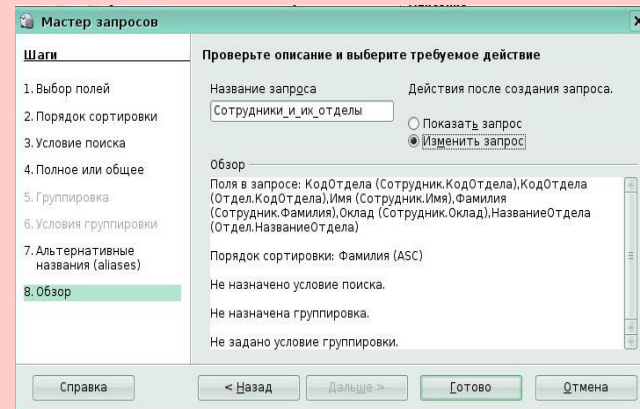 Мастер запросов
Шаги
1. Выбор полей
2. Порядок сортировки
3. Условие поиска
4. Полное или общее
5. Группировка
6. Условия группировки
7. Альтернативные
названия (aliases)
8. Обзор
Проверьте описание и выберите требуемое действие
Название запроса
Сотрудники_и_их_отделы
Действия после создания запроса.
Показать запрос
Изменить запрос
Обзор
Поля в запросе: КодОтдела (Сотрудник.КодОтдела),КодОтдела
(Отдел.КодОтдела),Имя (Сотрудник.Имя),Фамилия
(Сотрудник.Фамилия),Оклад (Сотрудник.Оклад),НазваниеОтдела
(Отдел.НазваниеОтдела)
Порядок сортировки: Фамилия (ASC)
Не назначено условие поиска.
Не назначена группировка.
Не задано условие группировки.
Справка
< Назад
Дальше >
Готово
Отмена